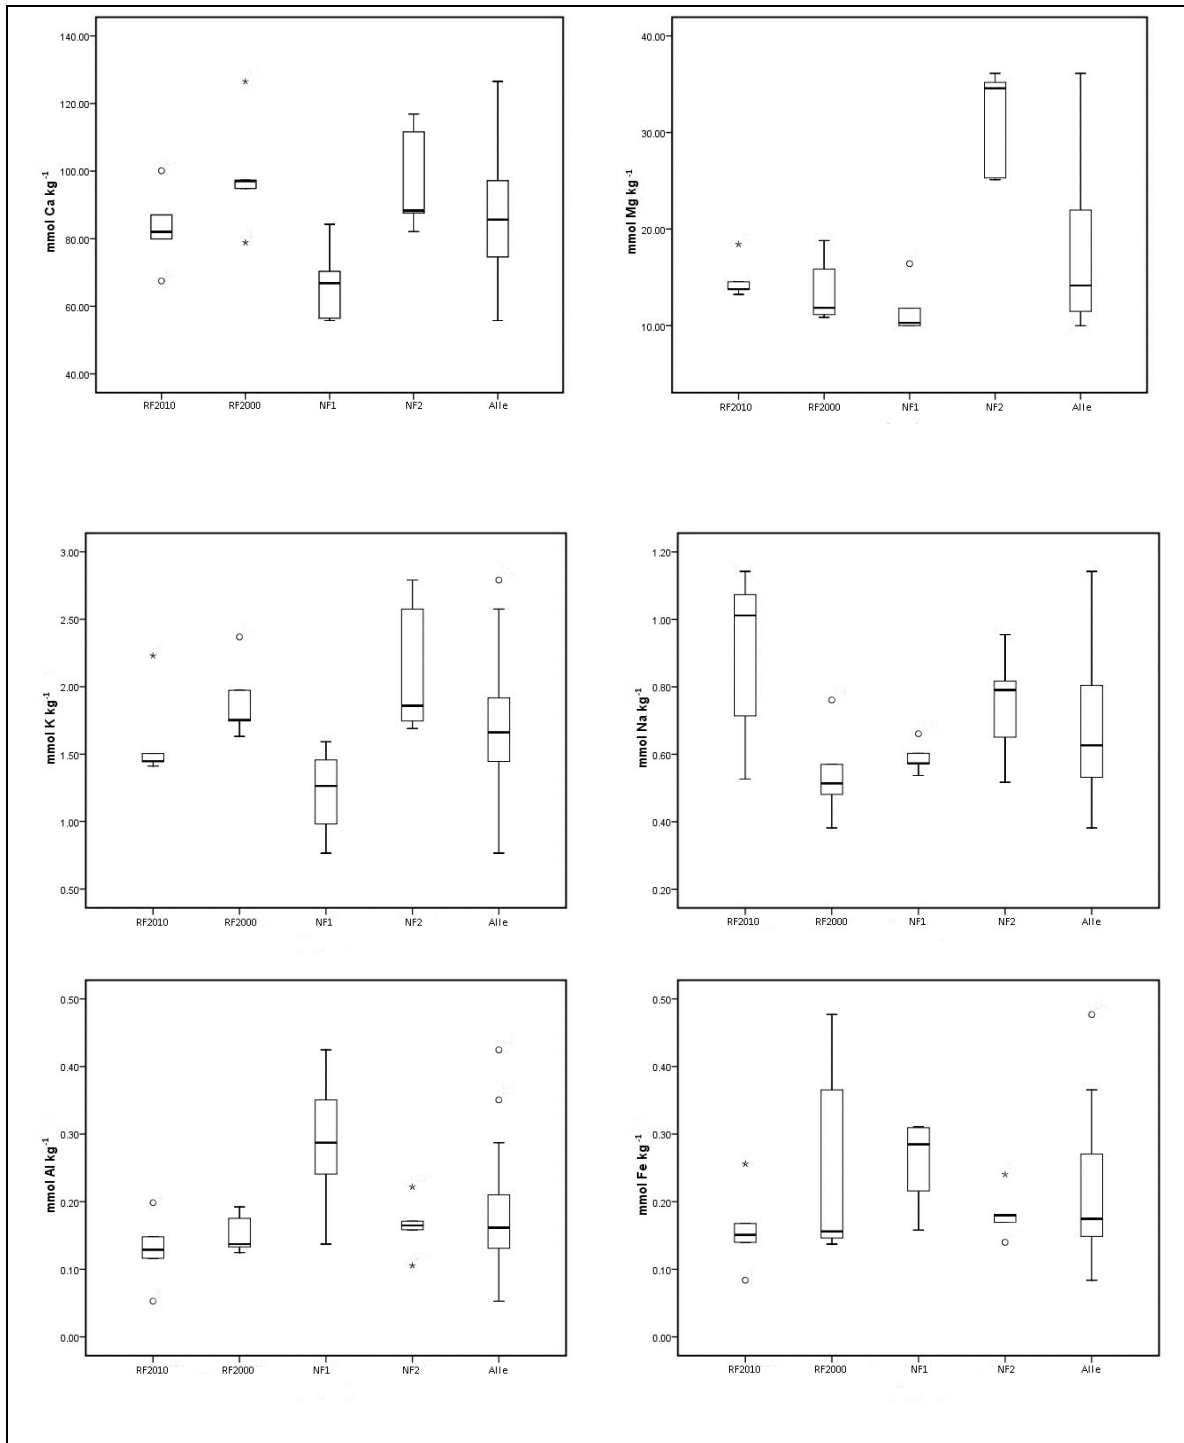 mmol Ca kg-1
140.00
120.00
100.00
80.00
60.00
40.00
RF2010 RF2000 NF1 NF2 Alle
mmol Mg kg-1
40.00
30.00
20.00
10.00
RF2010 RF2000 NF1 NF2 Alle
mmol K kg-1
3.00
2.50
2.00
1.50
1.00
0.50
RF2010 RF2000 NF1 NF2 Alle
mmol Na kg-1
1.20
1.00
0.80
0.60
0.40
0.20
RF2010 RF2000 NF1 NF2 Alle
mmol Al kg-1
0.50
0.40
0.30
0.20
0.10
0.00
RF2010 RF2000 NF1 NF2 Alle
mmol Fe kg-1
0.50
0.40
0.30
0.20
0.10
0.00
RF2010 RF2000 NF1 NF2 Alle